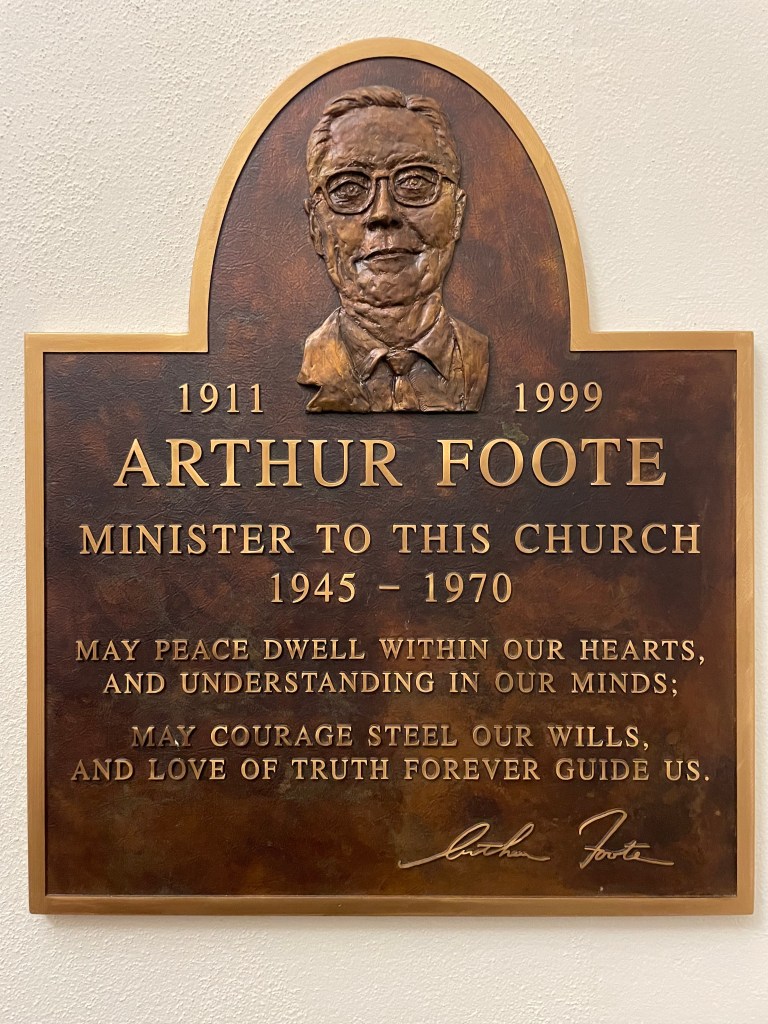 1911 1999
ARTHUR FOOTE
MINISTER TO THIS CHURCH
1945 – 1970
MAY PEACE DWELL WITHIN OUR HEARTS,
AND UNDERSTANDING IN OUR MINDS;
MAY COURAGE STEEL OUR WILLS,
AND LOVE OF TRUTH FOREVER GUIDE US.
Arthur Foote